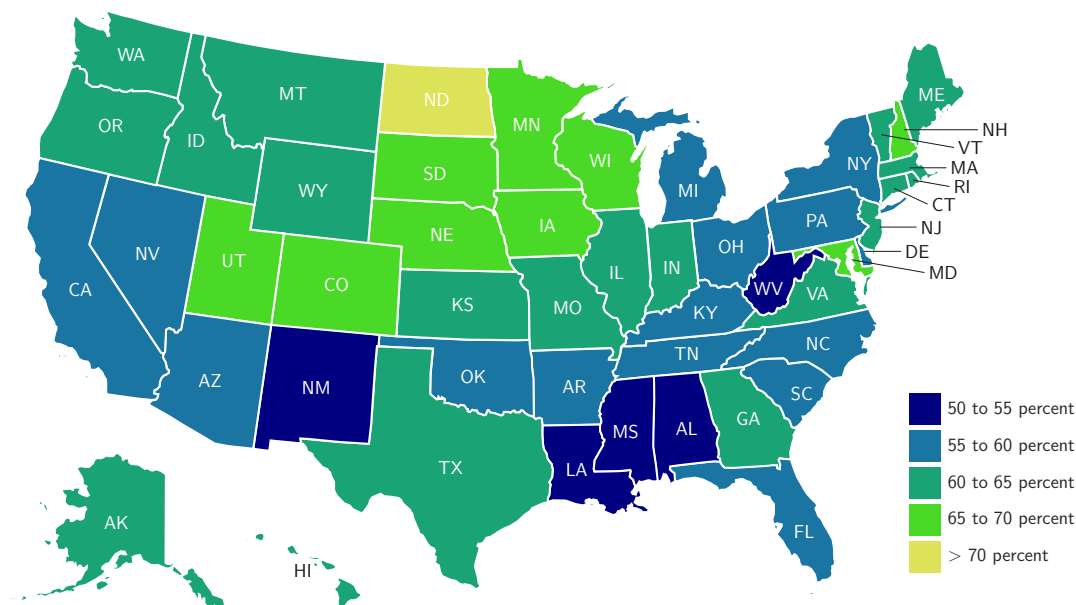 WA
MT
ND
MN
ME
OR
ID
WY
SD
WI
MI
NY
NH
VT
MA
RI
CT
NV
UT
CO
NE
IA
IL
IN
OH
PA
NJ
DE
MD
CA
KS
MO
KY
WV
VA
AZ
NM
OK
AR
TN
NC
SC
TX
LA
MS
AL
GA
FL
AK
HI
50 to 55 percent
55 to 60 percent
60 to 65 percent
65 to 70 percent
> 70 percent